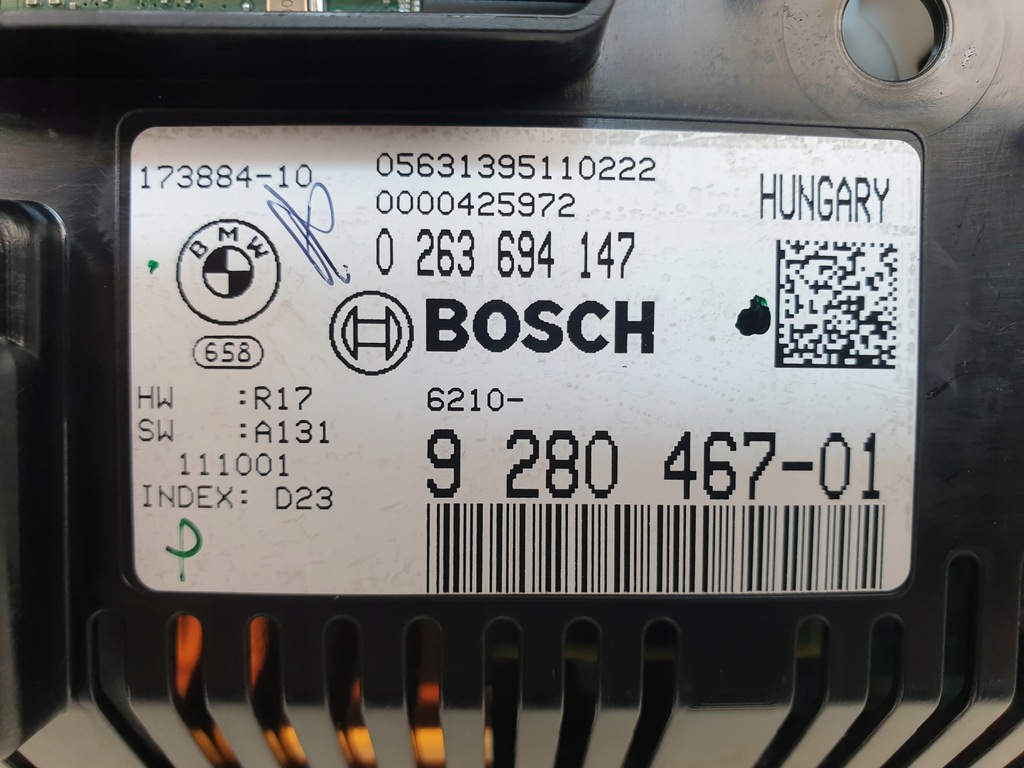 173884-10
05631395110222
0000425972
HUNGARY
0 263 694 147
BMW
BOSCH
658
HW :R17
6210-
SW :A131
9 280 467-01
111001
INDEX: D23